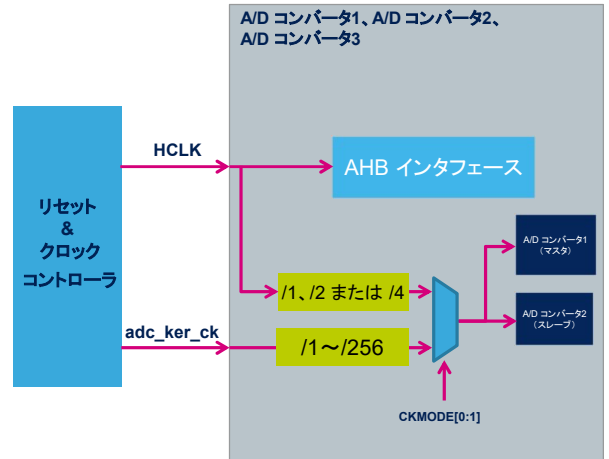 A/D コンバータ1、A/D コンバータ2、
A/D コンバータ3
HCLK
AHB インタフェース
リセット
&
クロック
コントローラ
A/D コンバータ1
（マスタ）
/1、/2 または /4
A/D コンバータ2
（スレーブ）
adc_ker_ck
/1～/256
CKMODE[0:1]